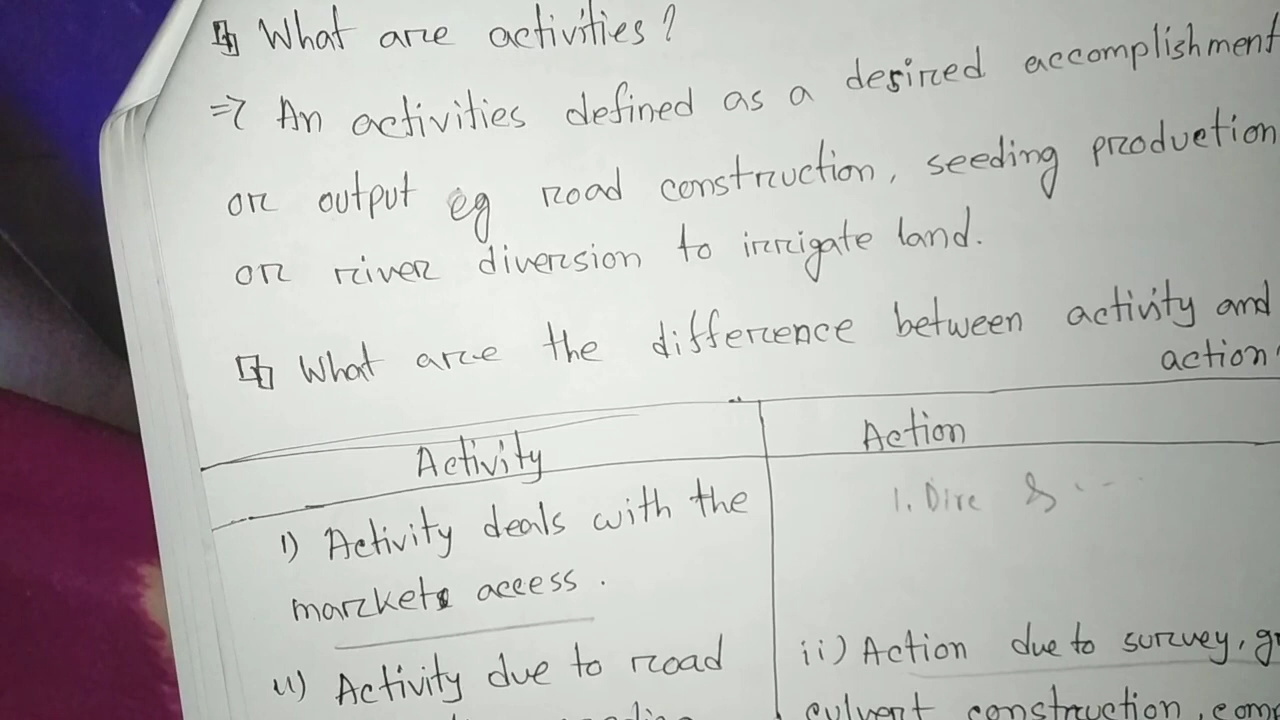 What are activities?
=> An activities defined as a desired accomplishment
or output eg road construction, seeding production
or river diversion to irrigate land.
What are the difference between activity and
action
Activity
Action
i) Activity deals with the
markets access.
1. Dire & ...
ii) Activity due to road
ii) Action due to survey,
culvert construction,